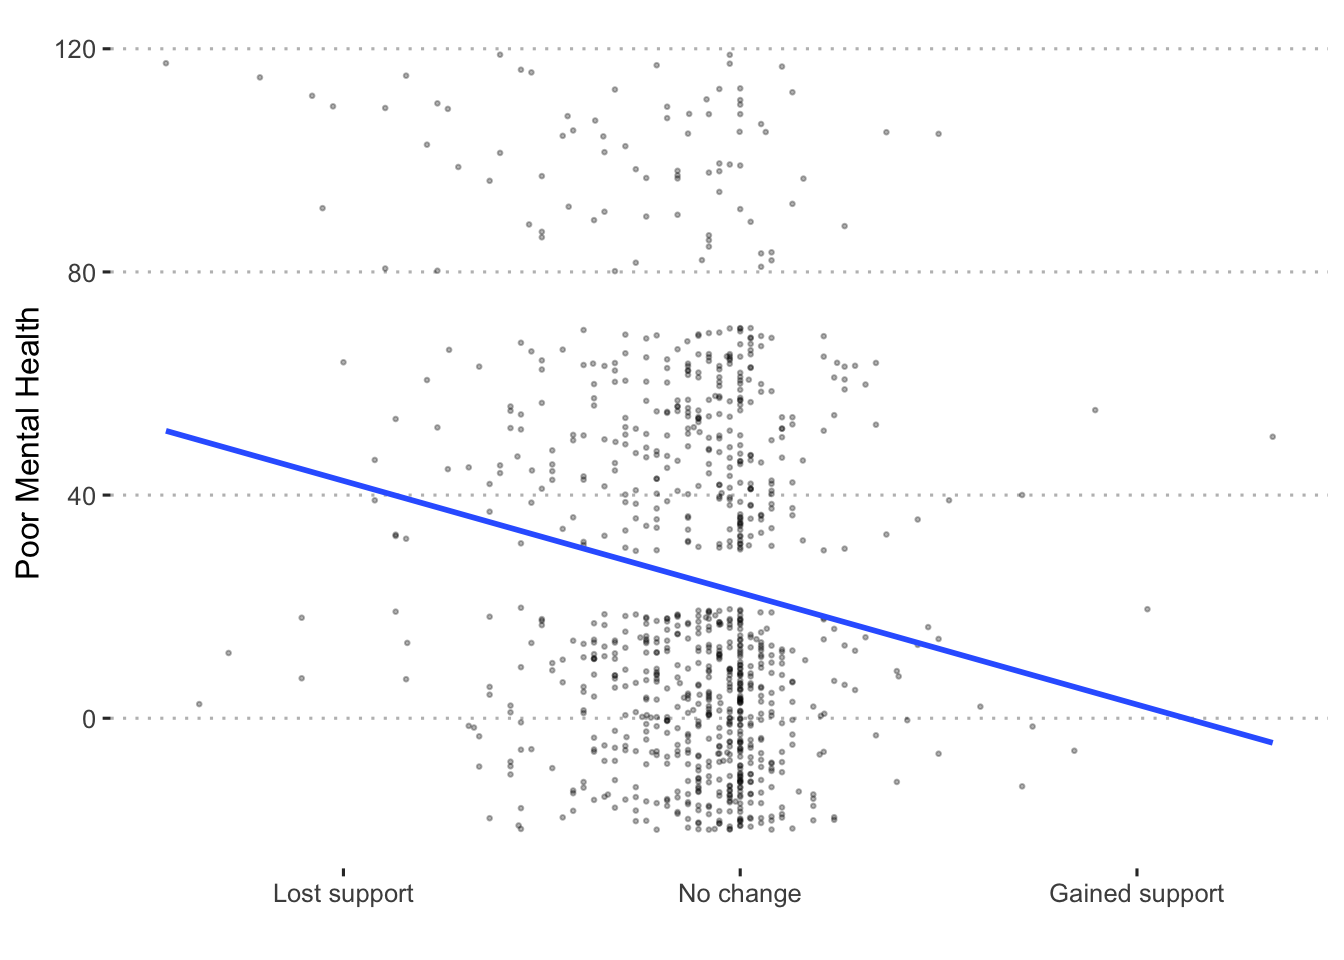 Poor Mental Health
120
80
40
0
Lost support
No change
Gained support